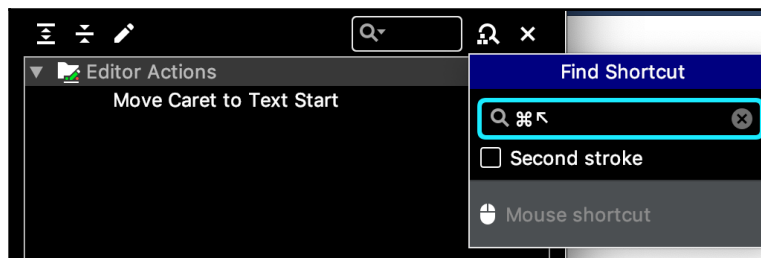 Editor Actions
Move Caret to Text Start
Find Shortcut
⌘↖
Second stroke
Mouse shortcut